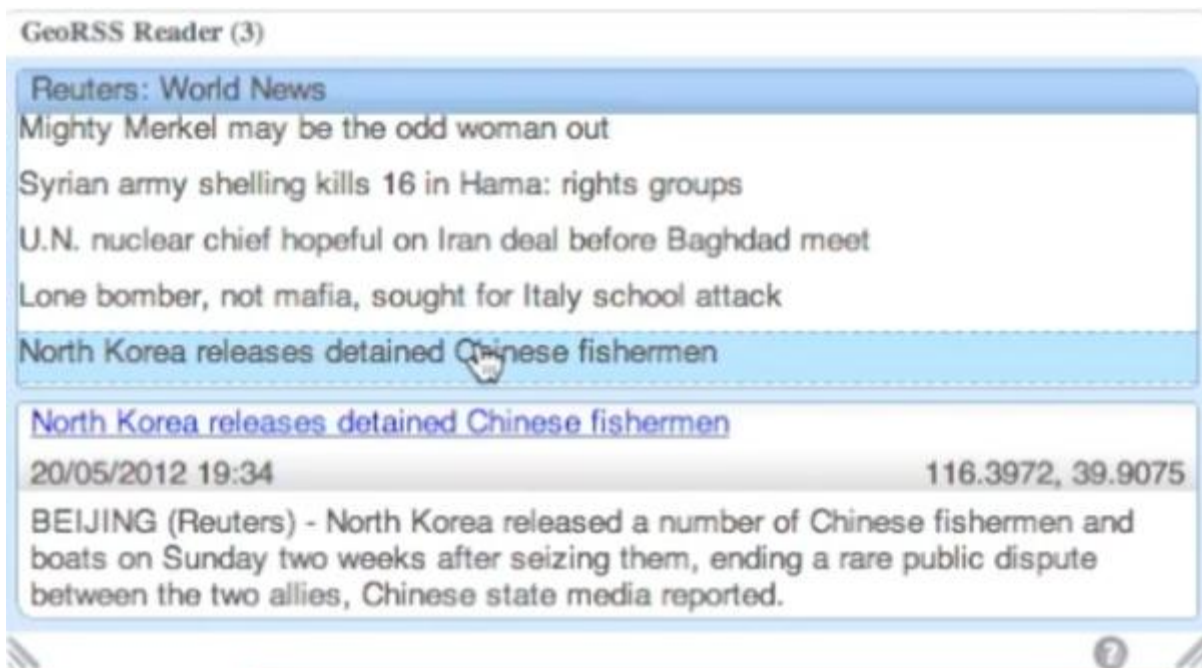 GeoRSS Reader (3)
Reuters: World News
Mighty Merkel may be the odd woman out
Syrian army shelling kills 16 in Hama: rights groups
U.N. nuclear chief hopeful on Iran deal before Baghdad meet
Lone bomber, not mafia, sought for Italy school attack
North Korea releases detained Chinese fishermen
North Korea releases detained Chinese fishermen
20/05/2012 19:34 116.3972, 39.9075
BEIJING (Reuters) - North Korea released a number of Chinese fishermen and
boats on Sunday two weeks after seizing them, ending a rare public dispute
between the two allies, Chinese state media reported.
?